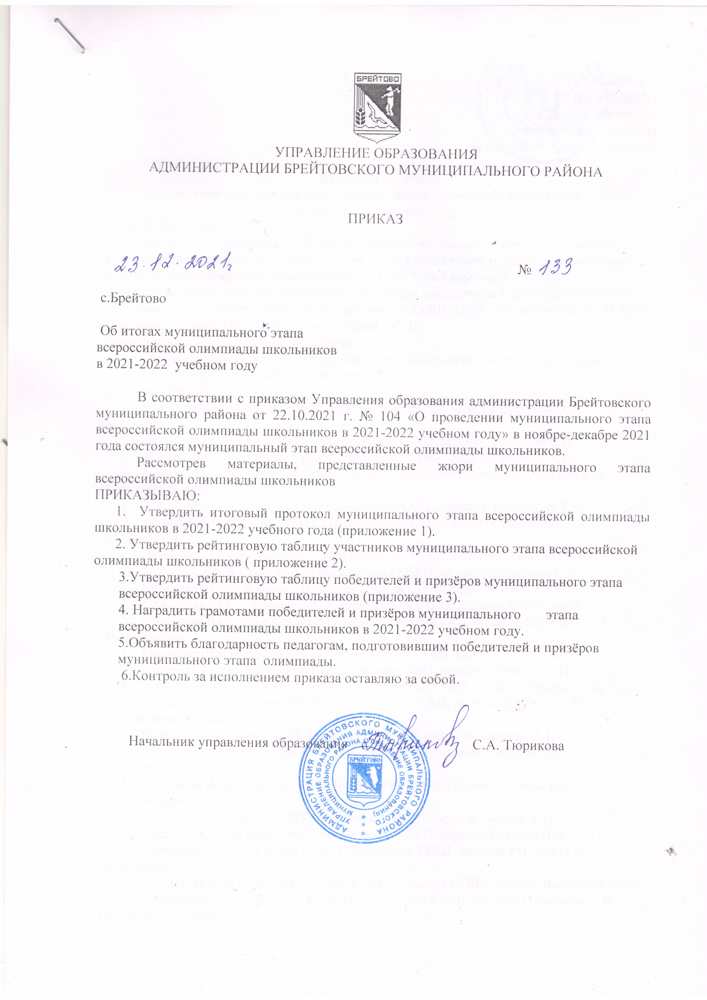 БРЕЙТОВО
УПРАВЛЕНИЕ ОБРАЗОВАНИЯ
АДМИНИСТРАЦИИ БРЕЙТОВСКОГО МУНИЦИПАЛЬНОГО РАЙОНА
ПРИКАЗ
23.12.2021г № 133
с.Брейтово
Об итогах муниципального этапа
всероссийской олимпиады школьников
в 2021-2022 учебном году
В соответствии с приказом Управления образования администрации Брейтовского
муниципального района от 22.10.2021 г. № 104 «О проведении муниципального этапа
всероссийской олимпиады школьников в 2021-2022 учебном году» в ноябре-декабре 2021
года состоялся муниципальный этап всероссийской олимпиады школьников.
Рассмотрев материалы, представленные жюри муниципального этапа
всероссийской олимпиады школьников
ПРИКАЗЫВАЮ:
1. Утвердить итоговый протокол муниципального этапа всероссийской олимпиады
школьников в 2021-2022 учебного года (приложение 1).
2. Утвердить рейтинговую таблицу участников муниципального этапа всероссийской
олимпиады школьников ( приложение 2).
3.Утвердить рейтинговую таблицу победителей и призёров муниципального этапа
всероссийской олимпиады школьников (приложение 3).
4. Наградить грамотами победителей и призёров муниципального этапа
всероссийской олимпиады школьников в 2021-2022 учебном году.
5.Объявить благодарность педагогам, подготовившим победителей и призёров
муниципального этапа олимпиады.
6.Контроль за исполнением приказа оставляю за собой.
Начальник управления образования С.А. Тюрикова
АДМИНИСТРАЦИЯ БРЕЙТОВСКОГО МУНИЦИПАЛЬНОГО РАЙОНА
УПРАВЛЕНИЕ ОБРАЗОВАНИЯ АДМИНИСТРАЦИИ БРЕЙТОВСКОГО
МУНИЦИПАЛЬНОГО РАЙОНА (УПРАВЛЕНИЕ ОБРАЗОВАНИЯ)
БРЕЙТОВО